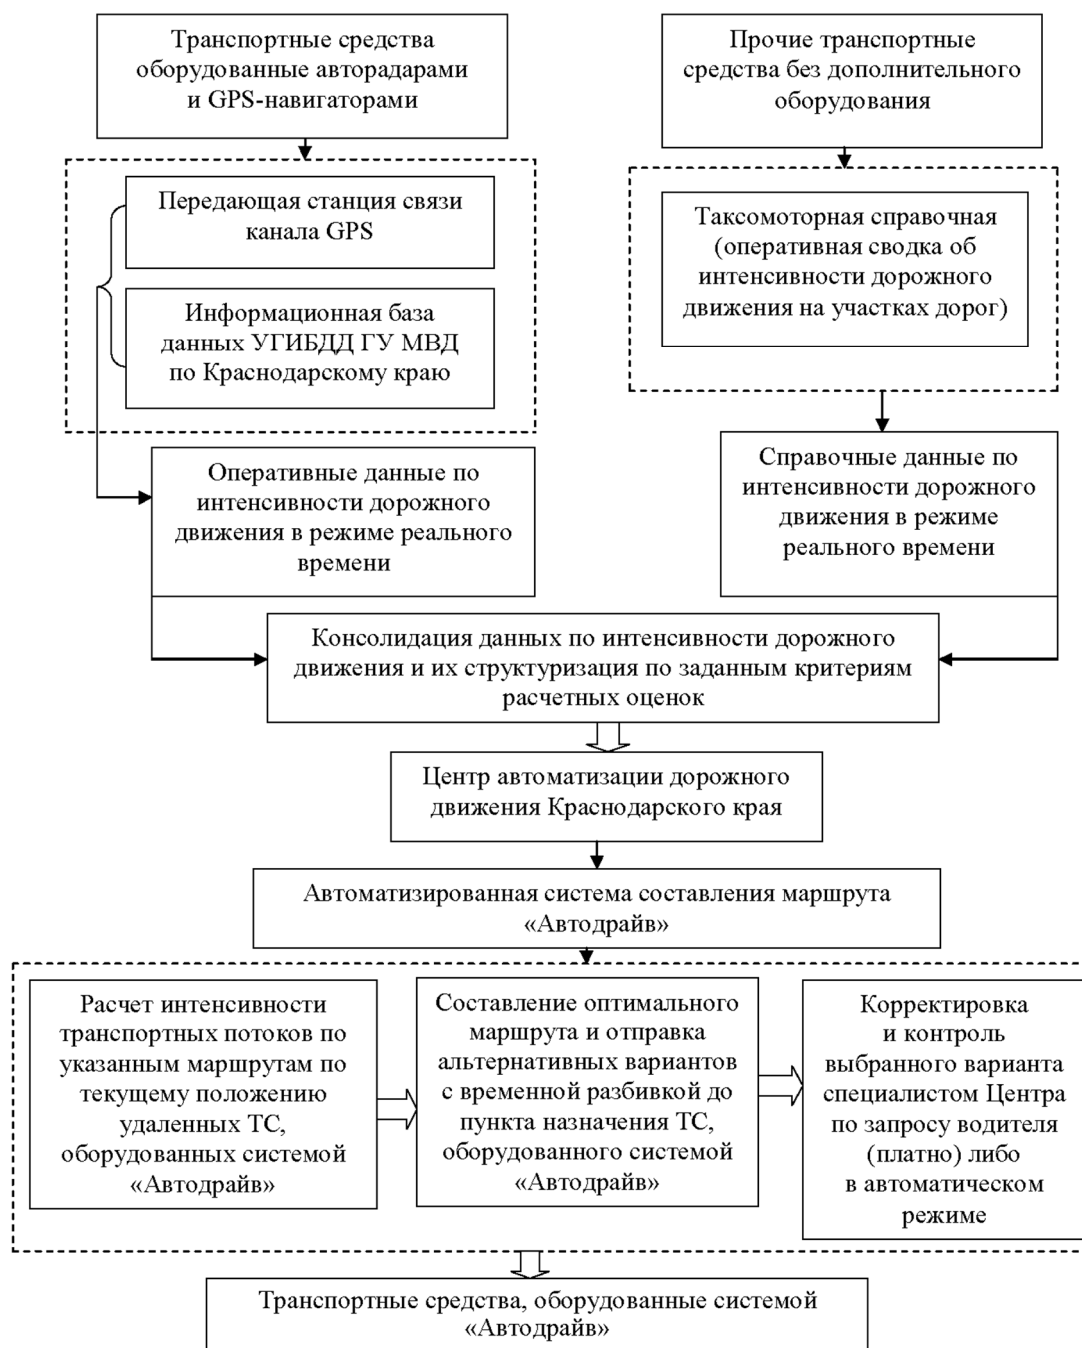 Транспортные средства
оборудованные авторадарами
и GPS-навигаторами
Прочие транспортные
средства без дополнительного
оборудования
Передающая станция связи
канала GPS
Информационная база
данных УГИБДД ГУ МВД
по Краснодарскому краю
Таксомоторная справочная
(оперативная сводка об
интенсивности дорожного
движения на участках дорог)
Оперативные данные по
интенсивности дорожного
движения в режиме реального
времени
Справочные данные по
интенсивности дорожного
движения в режиме
реального времени
Консолидация данных по интенсивности дорожного
движения и их структуризация по заданным критериям
расчетных оценок
Центр автоматизации дорожного
движения Краснодарского края
Автоматизированная система составления маршрута
«Автодрайв»
Расчет интенсивности
транспортных потоков по
указанным маршрутам по
текущему положению
удаленных ТС,
оборудованных системой
«Автодрайв»
Составление оптимального
маршрута и отправка
альтернативных вариантов
с временной разбивкой до
пункта назначения ТС,
оборудованного системой
«Автодрайв»
Корректировка
и контроль
выбранного варианта
специалистом Центра
по запросу водителя
(платно) либо
в автоматическом
режиме
Транспортные средства, оборудованные системой
«Автодрайв»